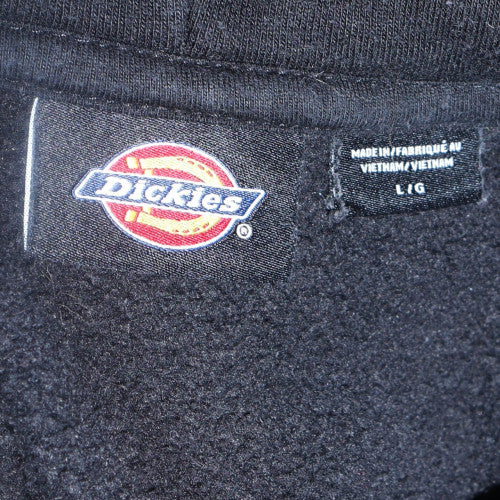 Dickies
®
MADE IN/FABRIQUÉ AU
VIETNAM/VIETNAM
L/G